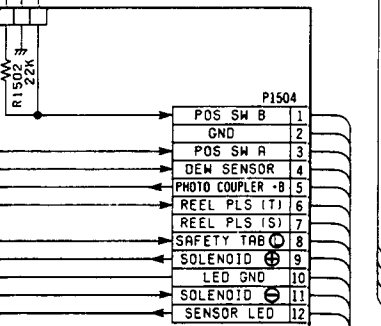 R1502
22K
P1504
POS SW B 1
GND 2
POS SW A 3
DEW SENSOR 4
PHOTO COUPLER +B 5
REEL PLS (T) 6
REEL PLS (S) 7
SAFETY TAB Ⓛ 8
SOLENOID ⊕ 9
LED GND 10
SOLENOID ⊖ 11
SENSOR LED 12